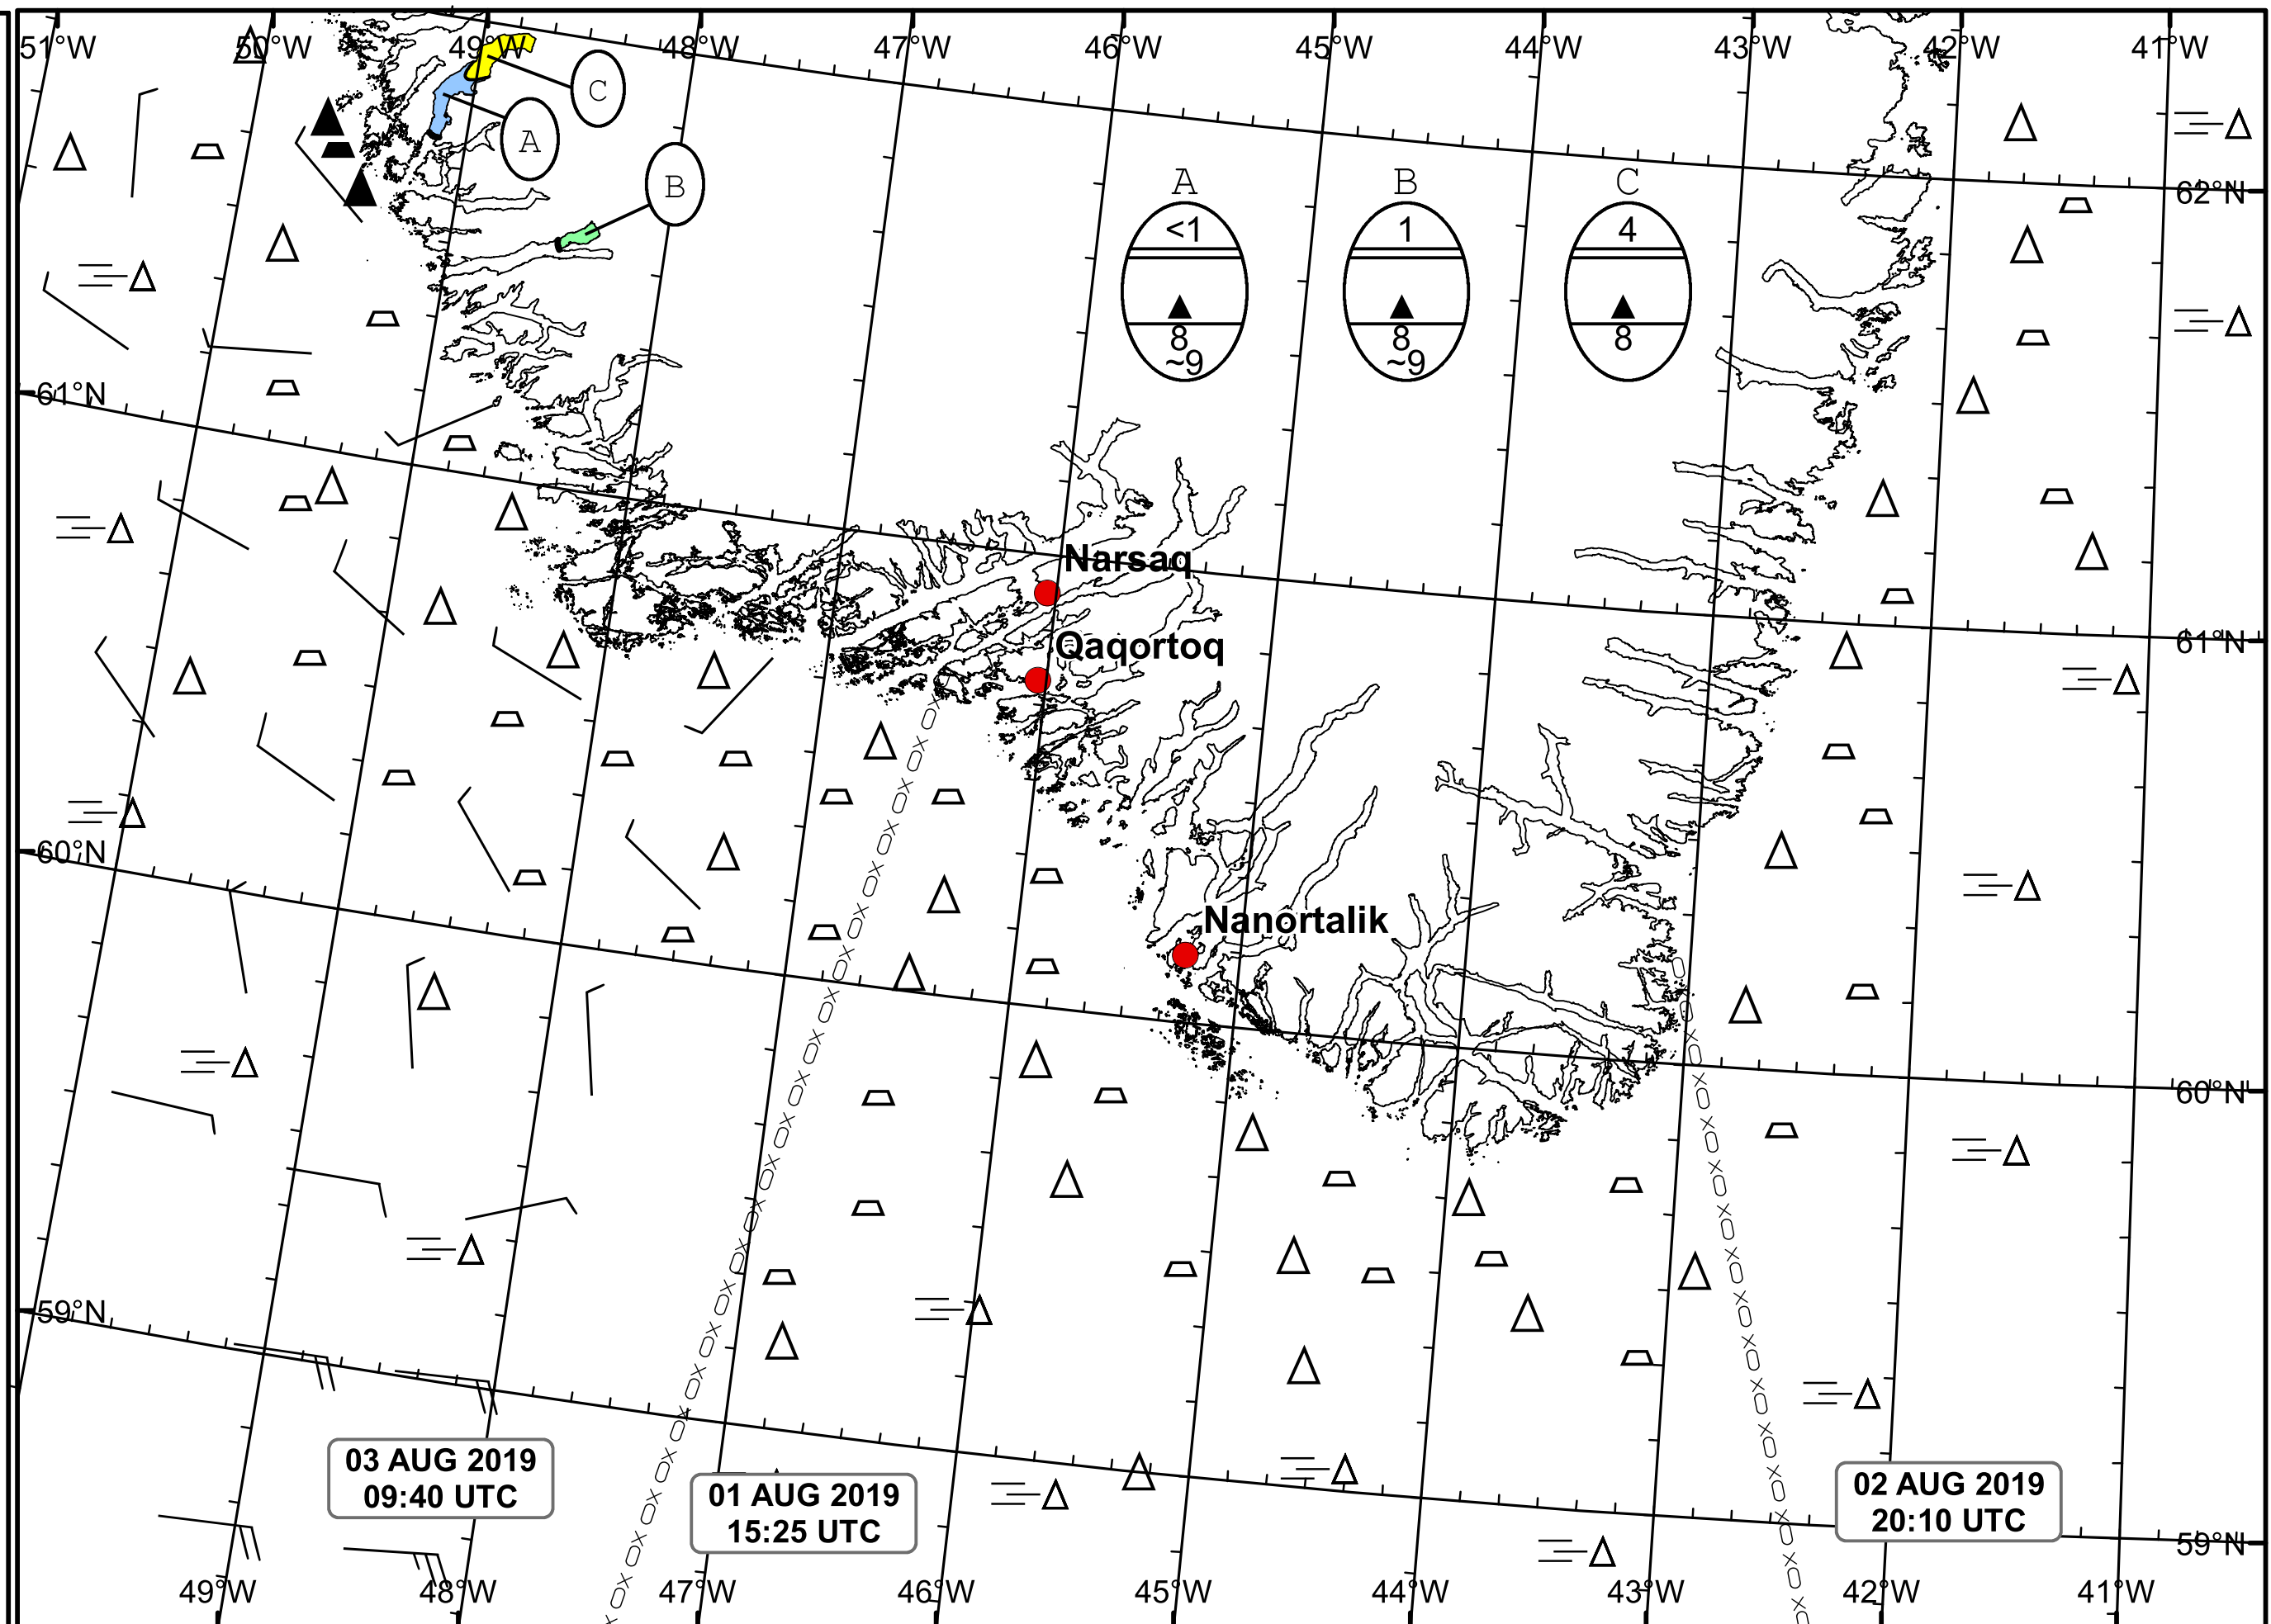 51°W 50°W 49°W 48°W 47°W 46°W 45°W 44°W 43°W 42°W 41°W
C
A
B
A B C
62°N
<1 1 4
8 8 8
~9 ~9
61°N
Narsaq
61°N
Qaqortoq
60°N
Nanortalik
60°N
59°N
03 AUG 2019
09:40 UTC
01 AUG 2019
15:25 UTC
02 AUG 2019
20:10 UTC
59°N
49°W 48°W 47°W 46°W 45°W 44°W 43°W 42°W 41°W